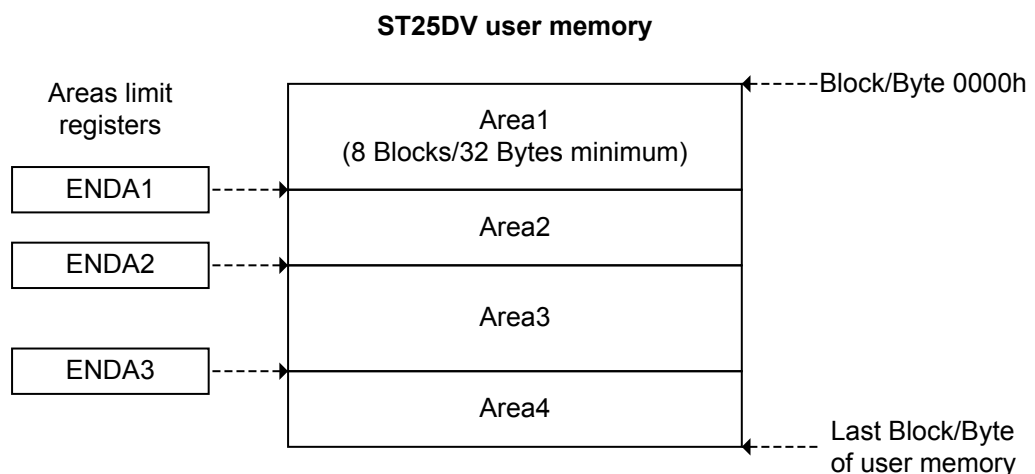 ST25DV user memory
Areas limit
registers
Block/Byte 0000h
Area1
(8 Blocks/32 Bytes minimum)
ENDA1
Area2
ENDA2
Area3
ENDA3
Area4
Last Block/Byte
of user memory